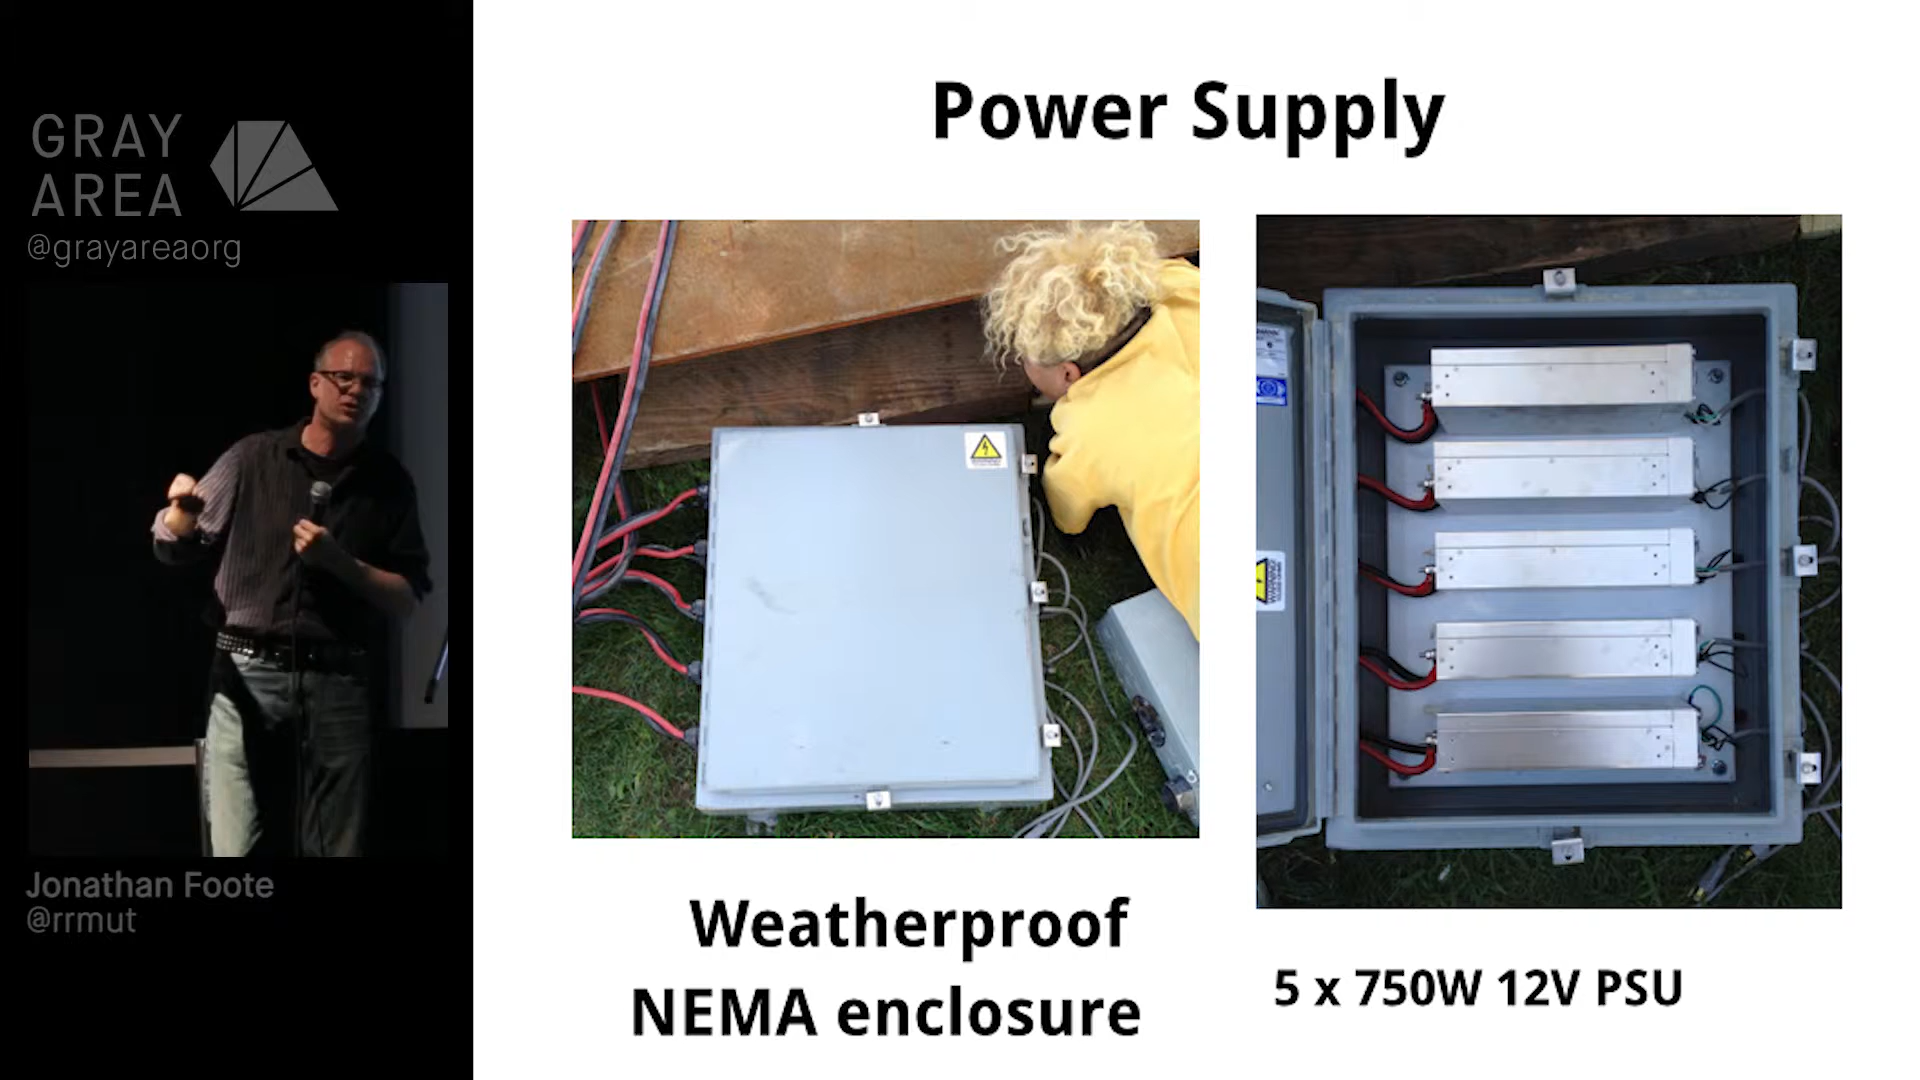 GRAY
AREA
@grayareaorg
Jonathan Foote
@rrmut
Power Supply
Weatherproof
NEMA enclosure
5 x 750W 12V PSU